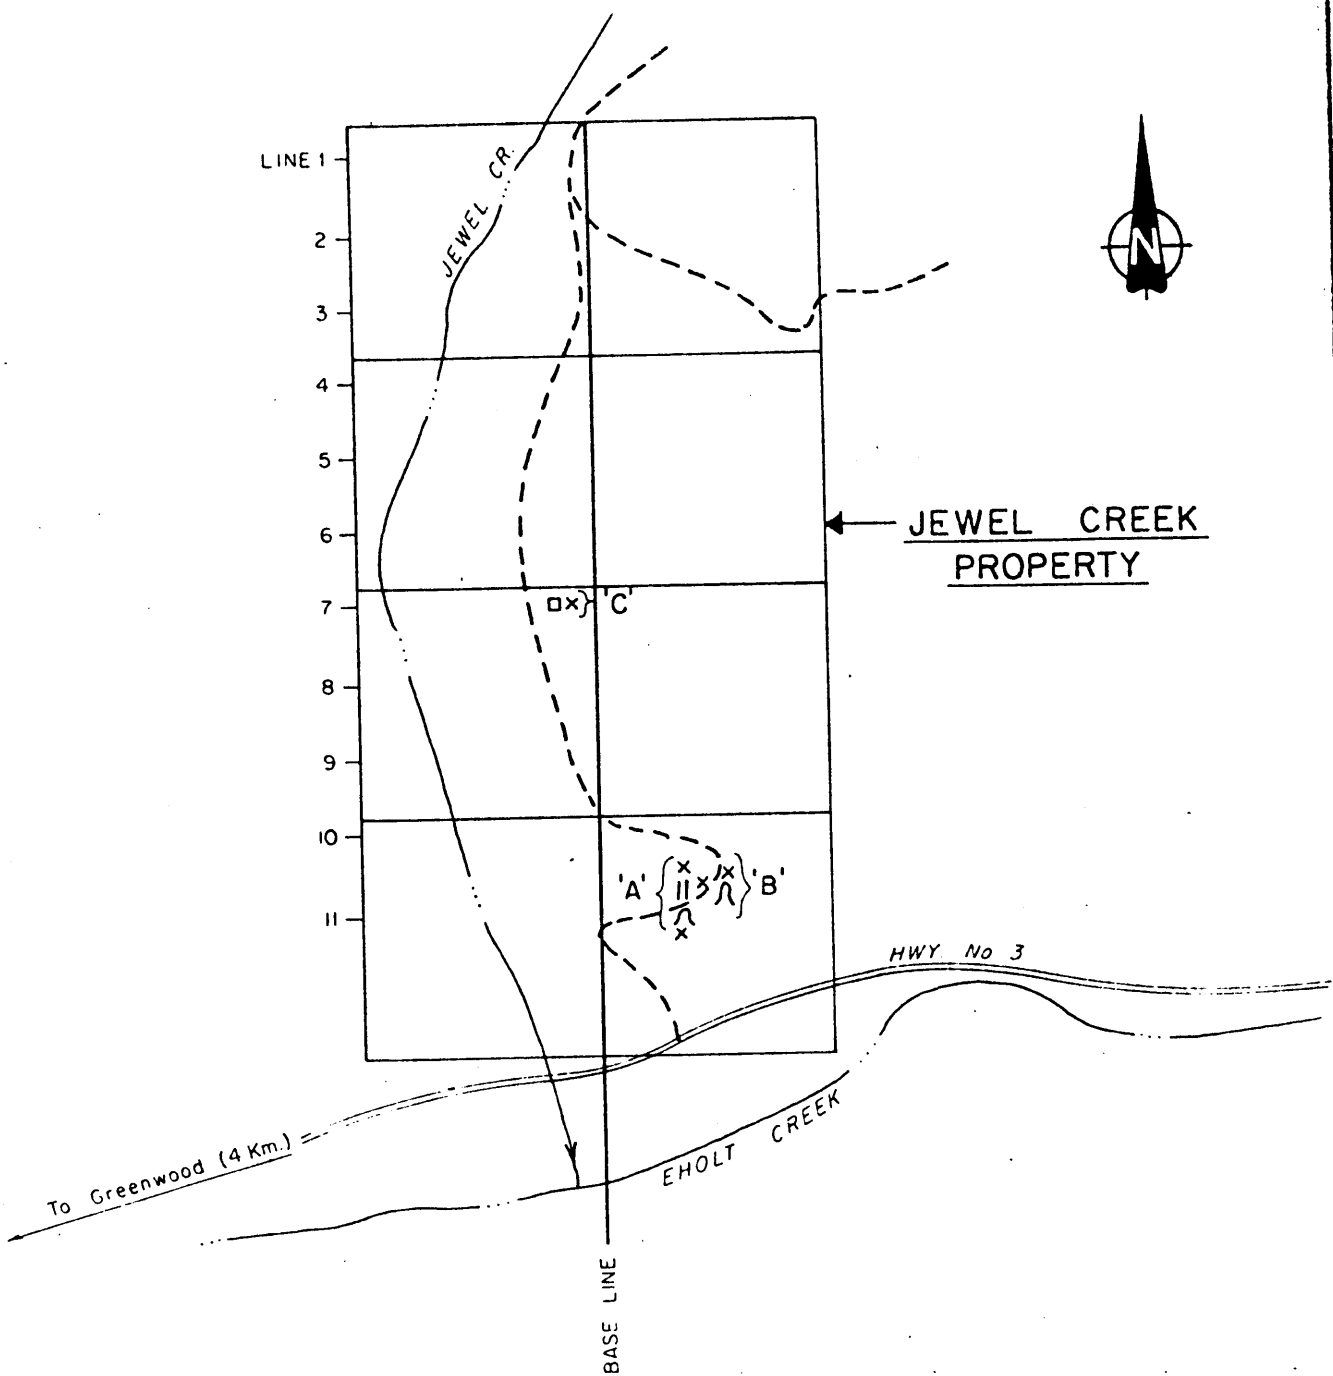 LINE 1
JEWEL CR.
N
2
3
4
5
6
JEWEL CREEK
PROPERTY
7
'C'
8
9
10
'A'
'B'
11
HWY. No 3
EHOLT CREEK
To Greenwood (4 Km.)
BASE LINE